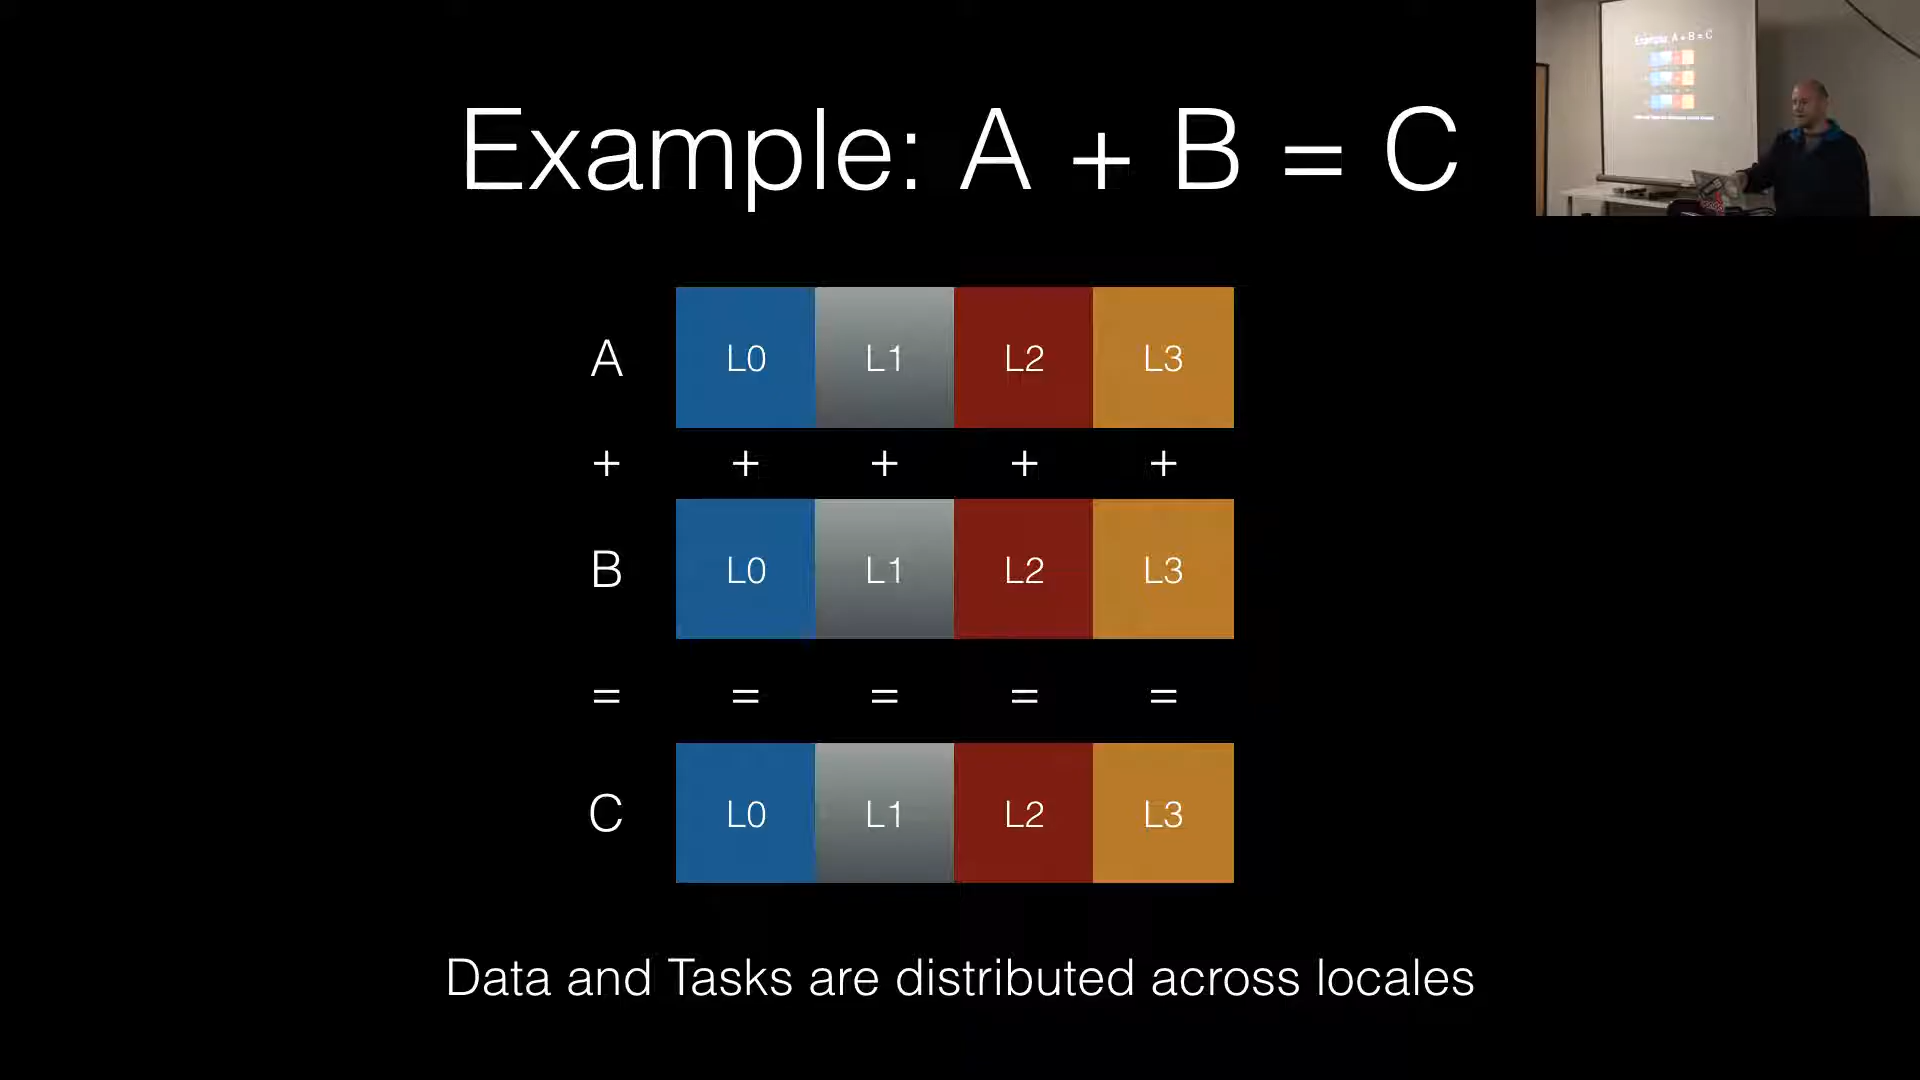 Example: A + B = C
A L0 L1 L2 L3
+ + + + +
B L0 L1 L2 L3
= = = = =
C L0 L1 L2 L3
Data and Tasks are distributed across locales
Example: A + B = C